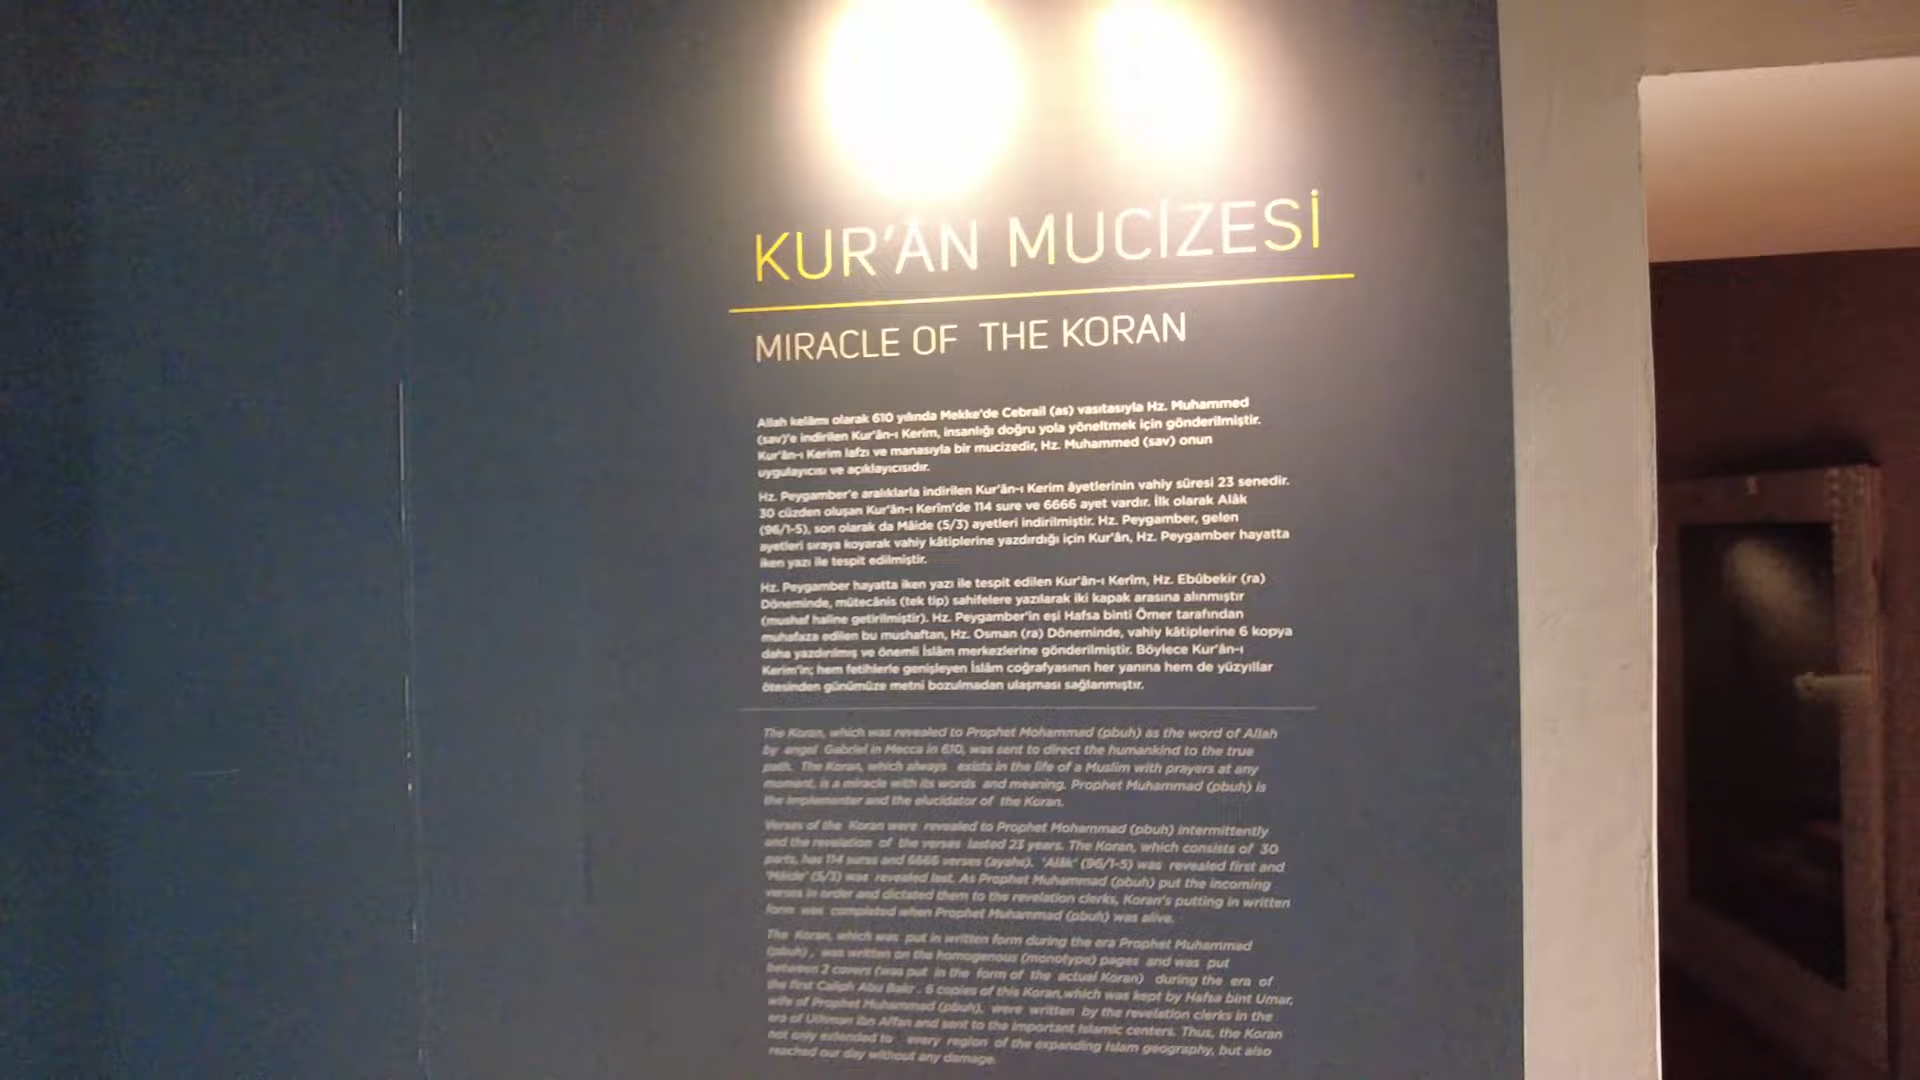 KUR'ÂN MUCİZESİ
MIRACLE OF THE KORAN
Allah kelâmı olarak 610 yılında Mekke'de Cebrail (as) vasıtasıyla Hz. Muhammed
(sav)'e indirilen Kur'ân-ı Kerim, insanlığı doğru yola yöneltmek için gönderilmiştir.
Kur'ân-ı Kerim lafzı ve manasıyla bir mucizedir, Hz. Muhammed (sav) onun
uygulayıcısı ve açıklayıcısıdır.
Hz. Peygamber'e aralıklarla indirilen Kur'ân-ı Kerim âyetlerinin vahiy süresi 23 senedir.
30 cüzden oluşan Kur'ân-ı Kerîm'de 114 sure ve 6666 ayet vardır. İlk olarak Alâk
(96/1-5), son olarak da Mâide (5/3) ayetleri indirilmiştir. Hz. Peygamber, gelen
ayetleri sıraya koyarak vahiy kâtiplerine yazdırdığı için Kur'ân, Hz. Peygamber hayatta
iken yazı ile tespit edilmiştir.
Hz. Peygamber hayatta iken yazı ile tespit edilen Kur'ân-ı Kerîm, Hz. Ebûbekir (ra)
Döneminde, mütecânis (tek tip) sahifelere yazılarak iki kapak arasına alınmıştır
(mushaf haline getirilmiştir). Hz. Peygamber'in eşi Hafsa binti Ömer tarafından
muhafaza edilen bu mushaftan, Hz. Osman (ra) Döneminde, vahiy kâtiplerine 6 kopya
daha yazdırılmış ve önemli İslâm merkezlerine gönderilmiştir. Böylece Kur'ân-ı
Kerim'in; hem fetihlerle genişleyen İslâm coğrafyasının her yanına hem de yüzyıllar
ötesinden günümüze metni bozulmadan ulaşması sağlanmıştır.
The Koran, which was revealed to Prophet Mohammad (pbuh) as the word of Allah
by angel Gabriel in Mecca in 610, was sent to direct the humankind to the true
path. The Koran, which always exists in the life of a Muslim with prayers at any
moment, is a miracle with its words and meaning. Prophet Muhammad (pbuh) is
the implementer and the elucidator of the Koran.
Verses of the Koran were revealed to Prophet Mohammad (pbuh) intermittently
and the revelation of the verses lasted 23 years. The Koran, which consists of 30
parts, has 114 suras and 6666 verses (ayahs). 'Alâk' (96/1-5) was revealed first and
'Mâide' (5/3) was revealed last. As Prophet Muhammad (pbuh) put the incoming
verses in order and dictated them to the revelation clerks, Koran's putting in written
form was completed when Prophet Muhammad (pbuh) was alive.
The Koran, which was put in written form during the era Prophet Muhammad
(pbuh), was written on the homogenous (monotype) pages and was put
between 2 covers (was put in the form of the actual Koran) during the era of
the first Caliph Abu Bakr. 6 copies of this Koran, which was kept by Hafsa bint Umar,
wife of Prophet Muhammad (pbuh), were written by the revelation clerks in the
era of Uthman ibn Affan and sent to the important Islamic centers. Thus, the Koran
not only extended to every region of the expanding Islam geography, but also
reached our day without any damage.